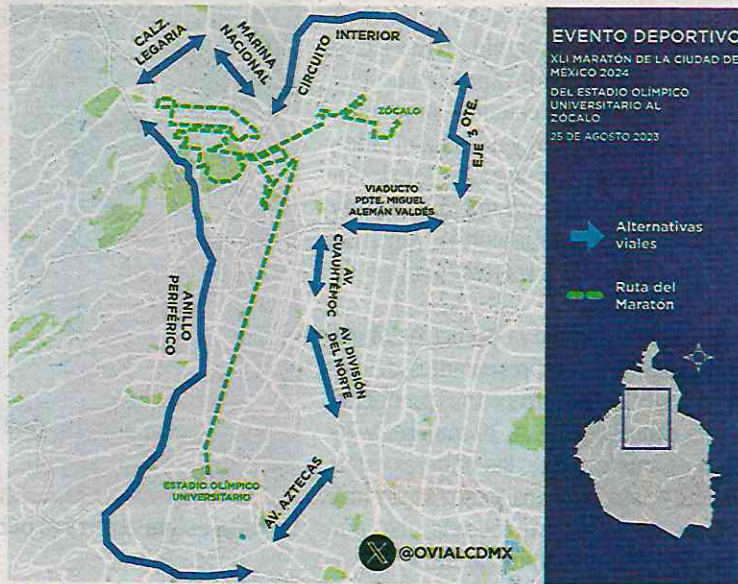 CALZ.
LEGARIA
MARINA
NACIONAL
CIRCUITO
INTERIOR
ZÓCALO
EJE 3 OTE.
VIADUCTO
PDTE. MIGUEL
ALEMÁN VALDÉS
AV.
CUAUHTÉMOC
ANILLO
PERIFÉRICO
AV. DIVISIÓN
DEL NORTE
ESTADIO OLÍMPICO
UNIVERSITARIO
AV. AZTECAS
X @OVIALCDMX
EVENTO DEPORTIVO
XLI MARATÓN DE LA CIUDAD DE
MÉXICO 2024
DEL ESTADIO OLÍMPICO
UNIVERSITARIO AL
ZÓCALO
25 DE AGOSTO 2023
Alternativas
viales
Ruta del
Maratón